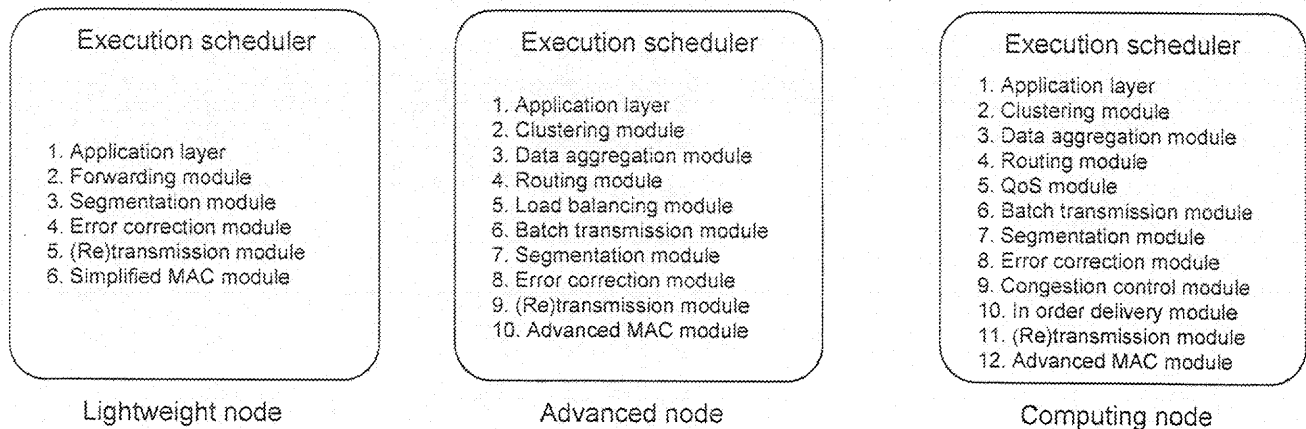 Execution scheduler
1. Application layer
2. Forwarding module
3. Segmentation module
4. Error correction module
5. (Re)transmission module
6. Simplified MAC module
Lightweight node
Execution scheduler
1. Application layer
2. Clustering module
3. Data aggregation module
4. Routing module
5. Load balancing module
6. Batch transmission module
7. Segmentation module
8. Error correction module
9. (Re)transmission module
10. Advanced MAC module
Advanced node
Execution scheduler
1. Application layer
2. Clustering module
3. Data aggregation module
4. Routing module
5. QoS module
6. Batch transmission module
7. Segmentation module
8. Error correction module
9. Congestion control module
10. In order delivery module
11. (Re)transmission module
12. Advanced MAC module
Computing node